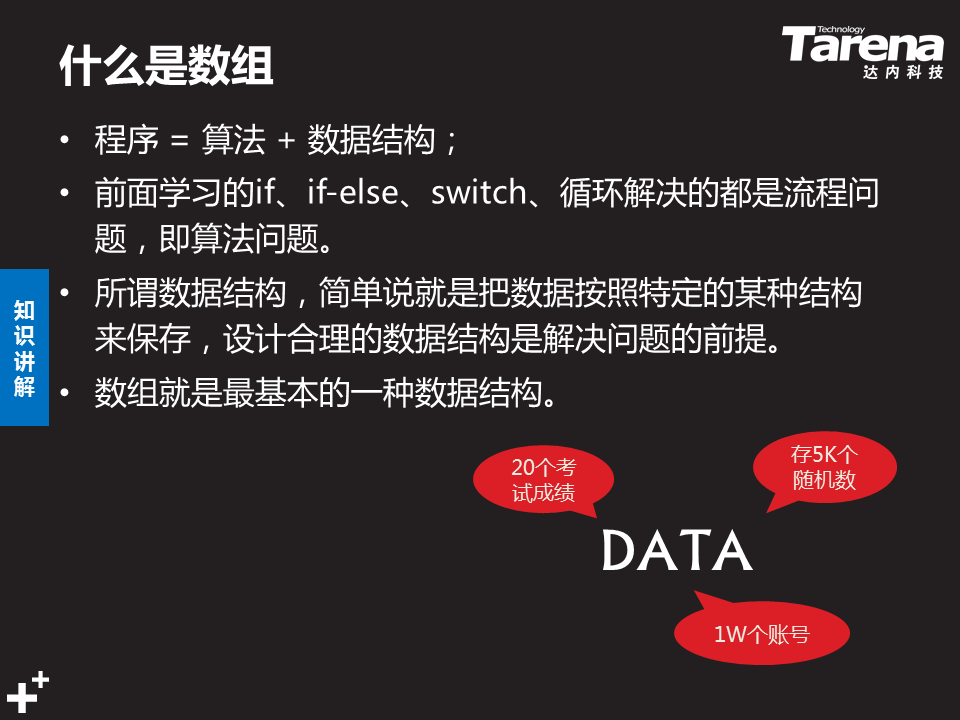 什么是数组
Technology
Tarena
达内科技
• 程序 = 算法 + 数据结构；
• 前面学习的if、if-else、switch、循环解决的都是流程问
题，即算法问题。
• 所谓数据结构，简单说就是把数据按照特定的某种结构
来保存，设计合理的数据结构是解决问题的前提。
• 数组就是最基本的一种数据结构。
知
识
讲
解
20个考
试成绩
存5K个
随机数
DATA
1W个账号